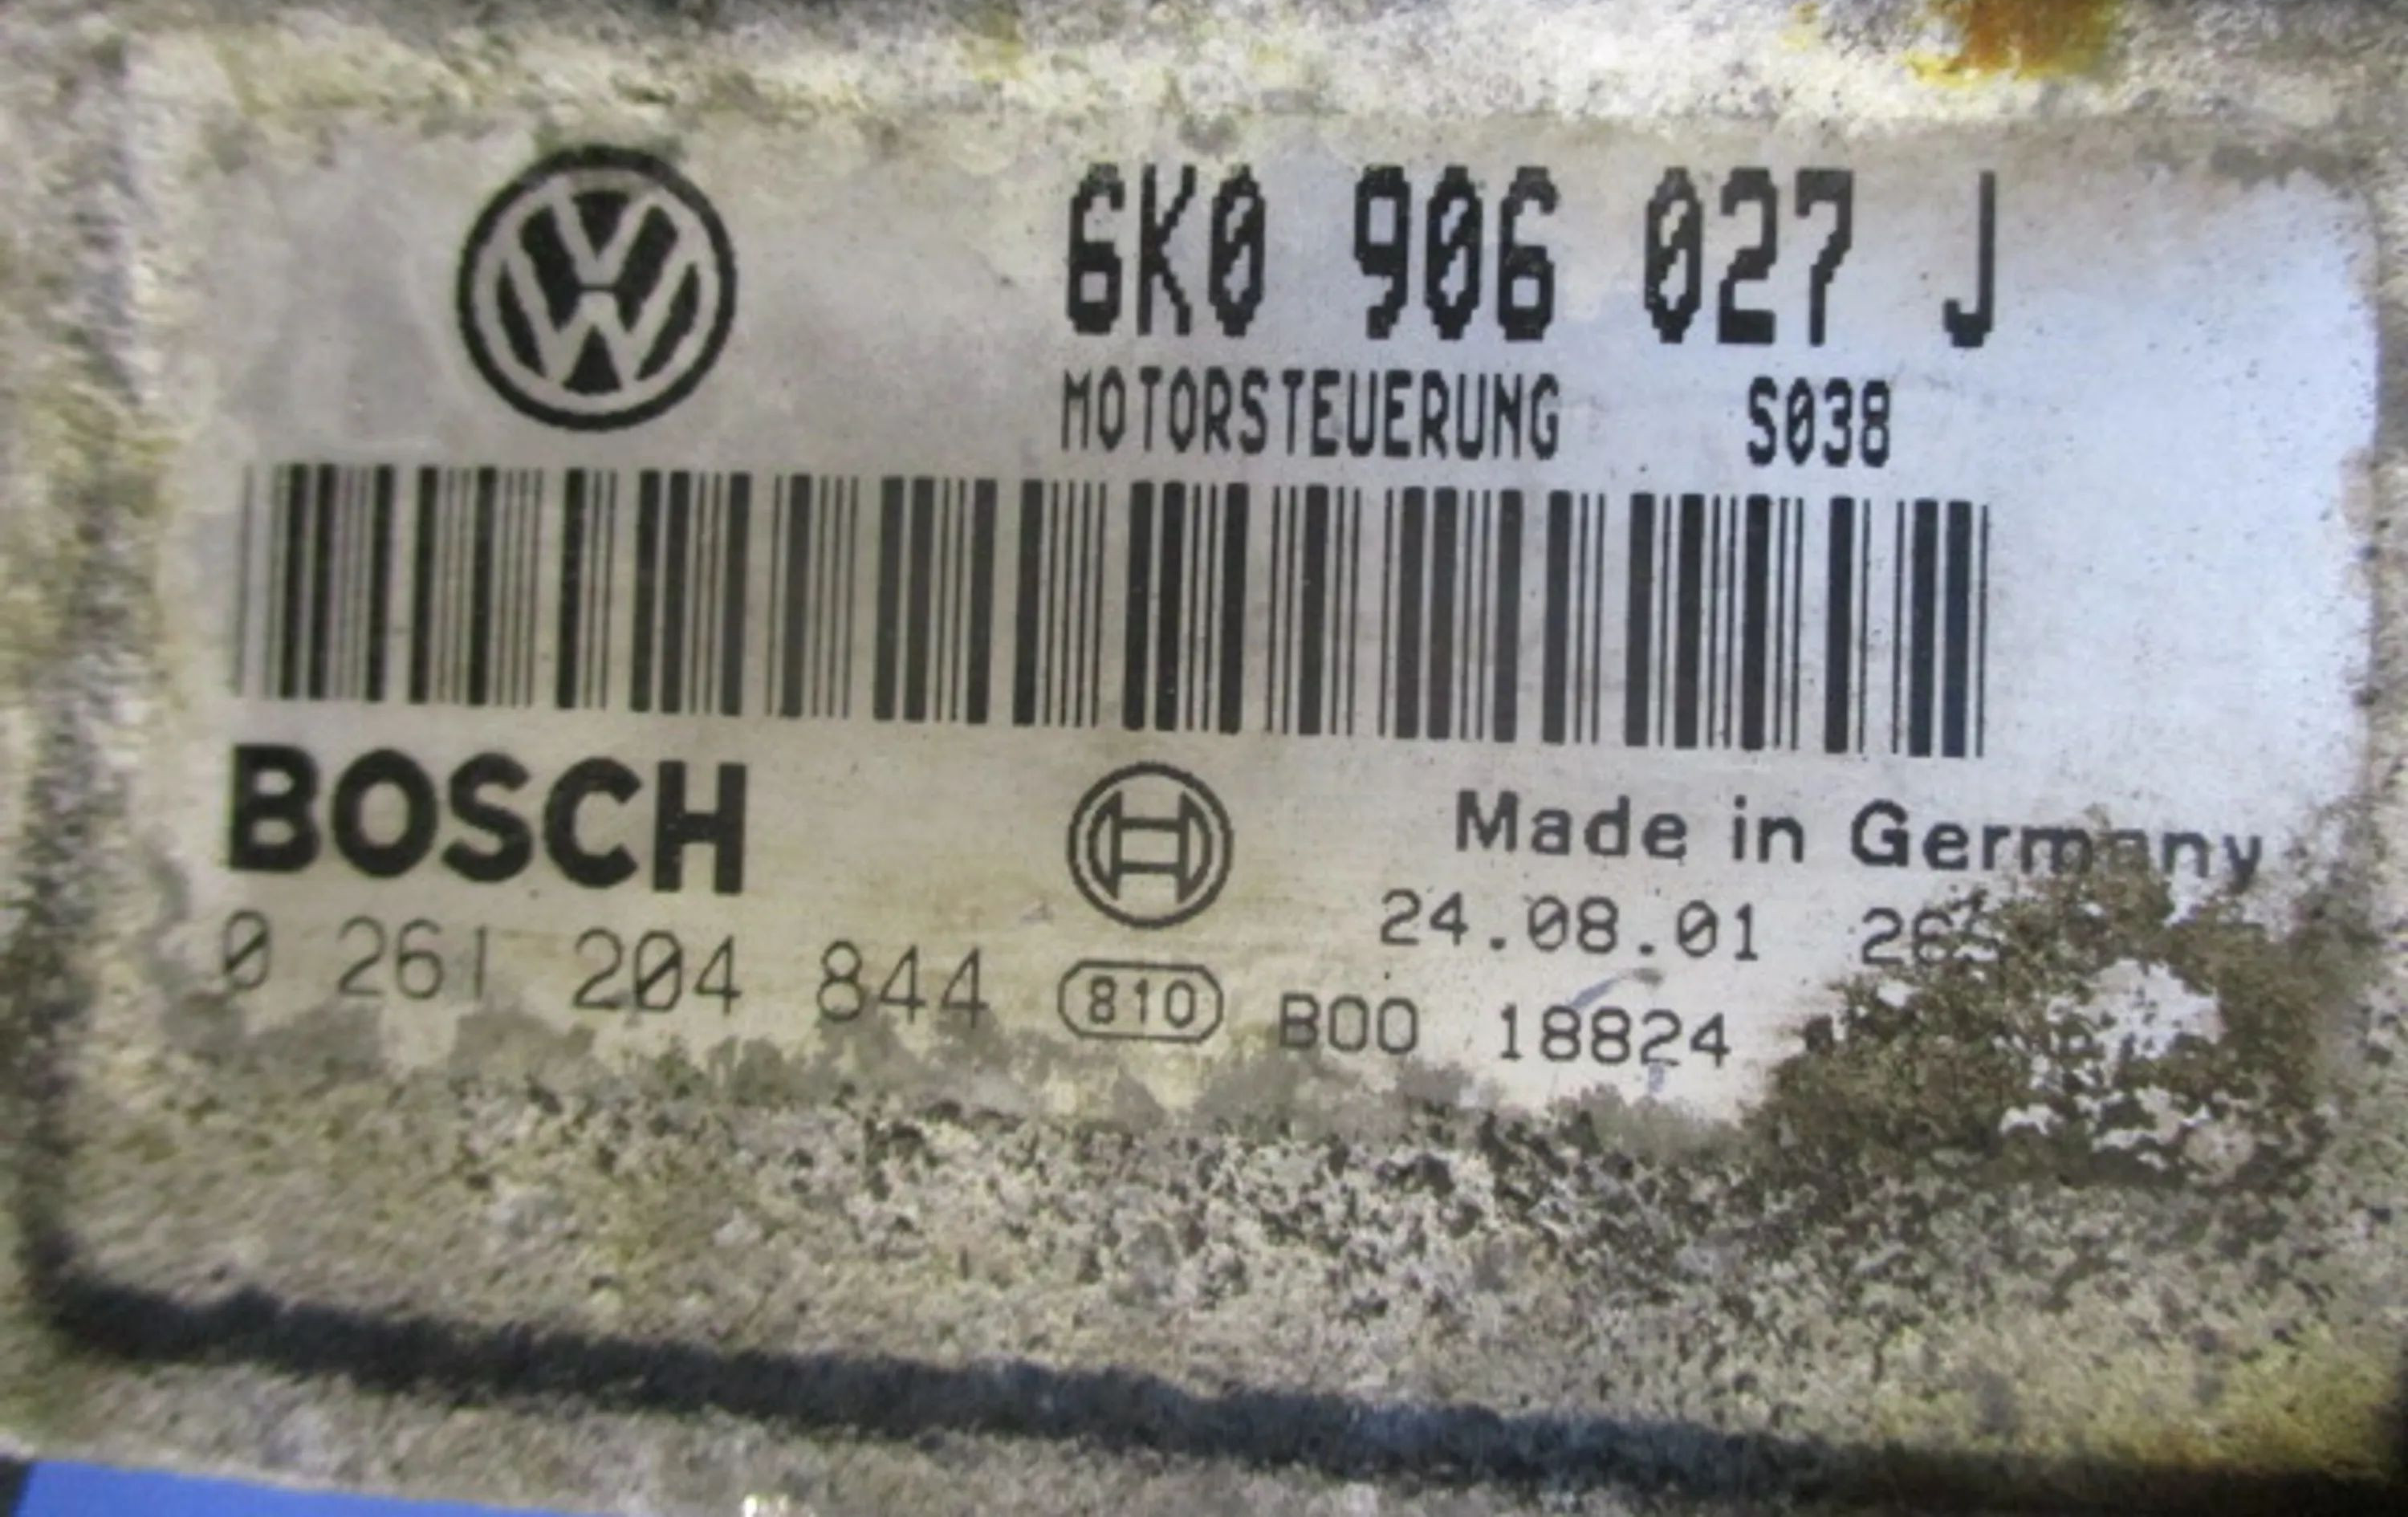 6K0 906 027 J
MOTORSTEUERUNG S038
BOSCH
Made in Germany
0 261 204 844
24.08.01
810 B00 18824